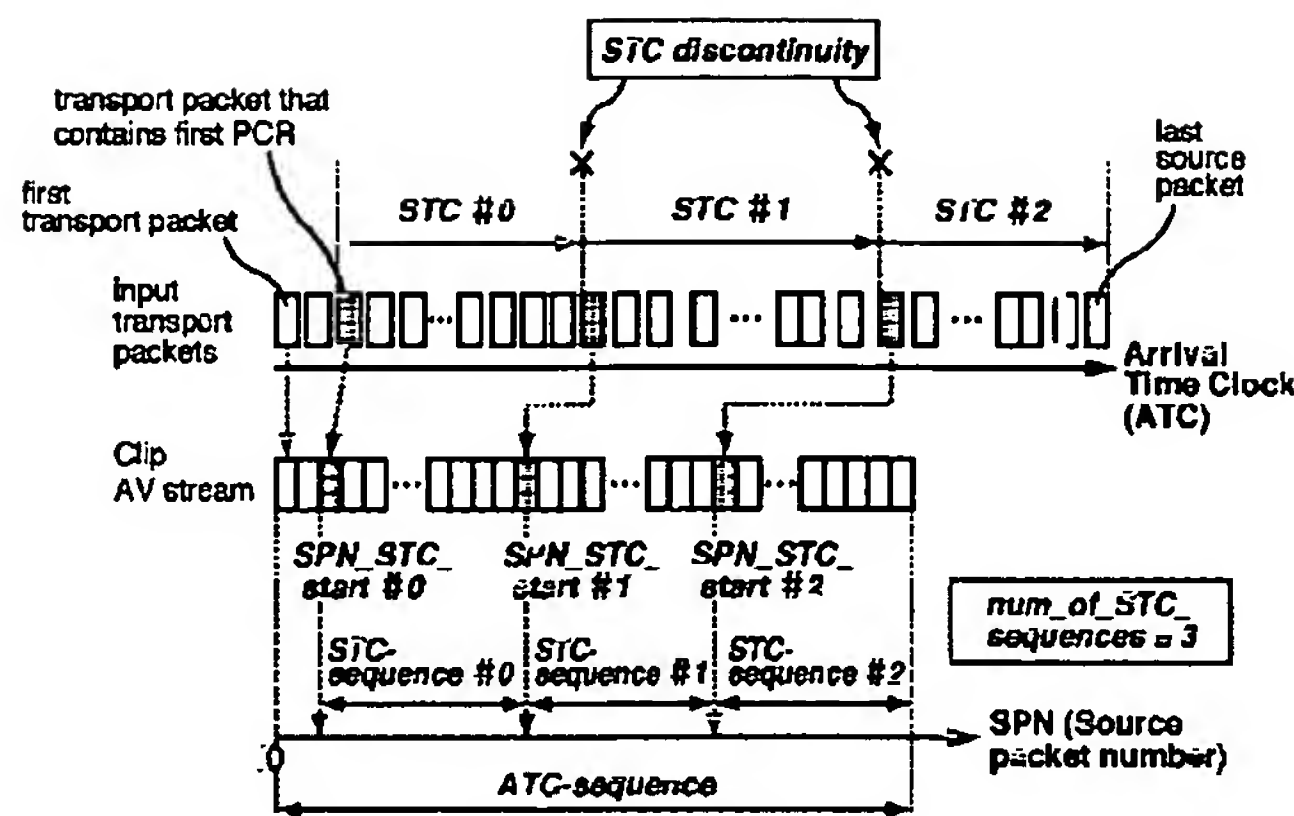 STC discontinuity
transport packet that
contains first PCR
last
source
packet
first
transport packet
STC #0
STC #1
STC #2
input
transport
packets
Arrival
Time Clock
(ATC)
Clip
AV stream
SPN_STC_
start #0
SPN_STC_
start #1
SPN_STC_
start #2
num_of_STC_
sequences = 3
STC-
sequence #0
STC-
sequence #1
STC-
sequence #2
SPN (Source
packet number)
0
ATC-sequence